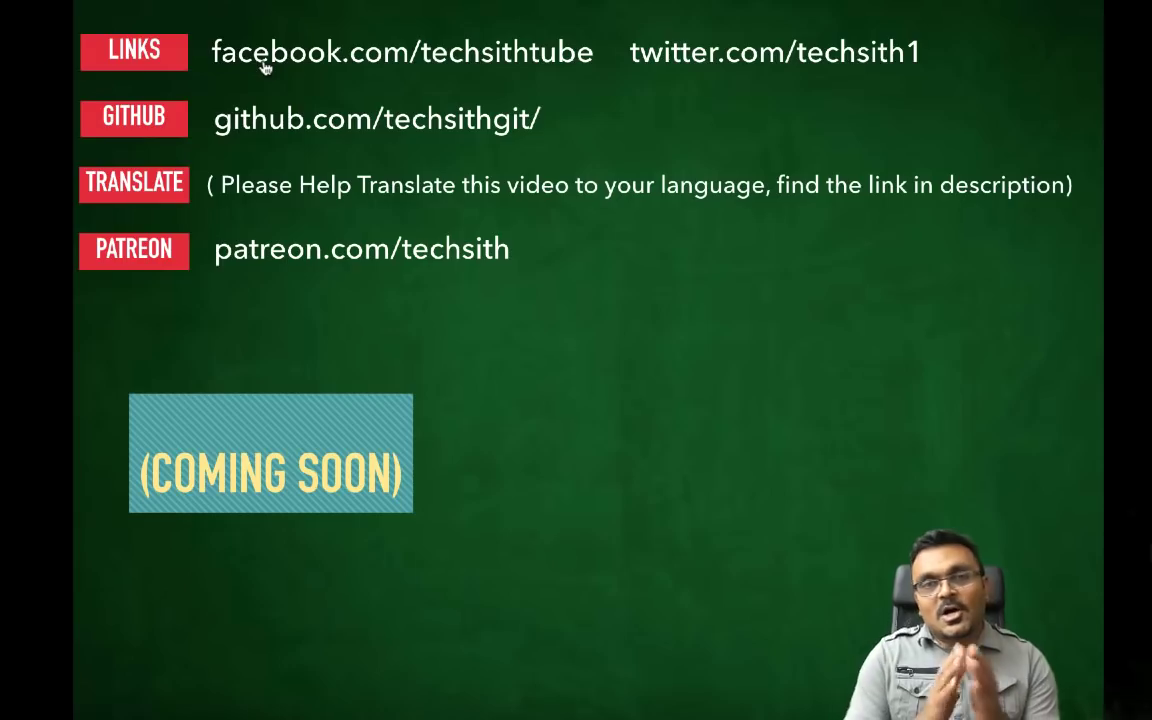 LINKS facebook.com/techsithtube twitter.com/techsith1
GITHUB github.com/techsithgit/
TRANSLATE ( Please Help Translate this video to your language, find the link in description)
PATREON patreon.com/techsith
(COMING SOON)